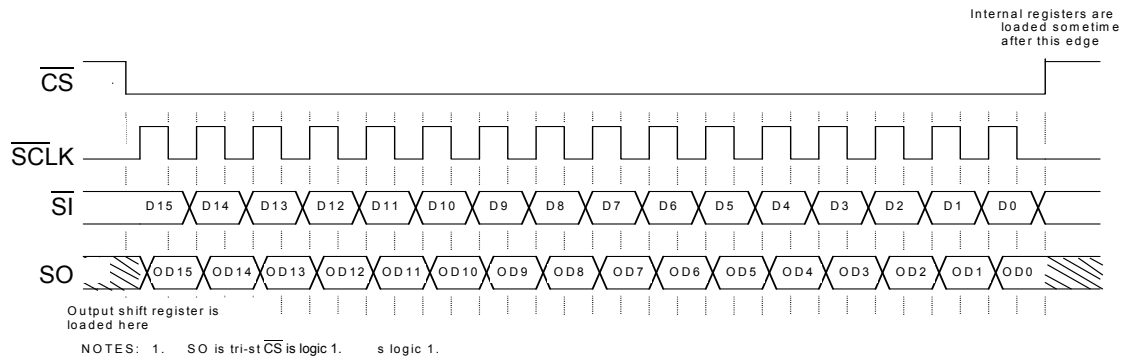 Internal registers are
loaded sometime
after this edge
CS
SCLK
SI
D15 D14 D13 D12 D11 D10 D9 D8 D7 D6 D5 D4 D3 D2 D1 D0
SO
OD15 OD14 OD13 OD12 OD11 OD10 OD9 OD8 OD7 OD6 OD5 OD4 OD3 OD2 OD1 OD0
Output shift register is
loaded here
NOTES: 1. SO is tri-st CS is logic 1. s logic 1.